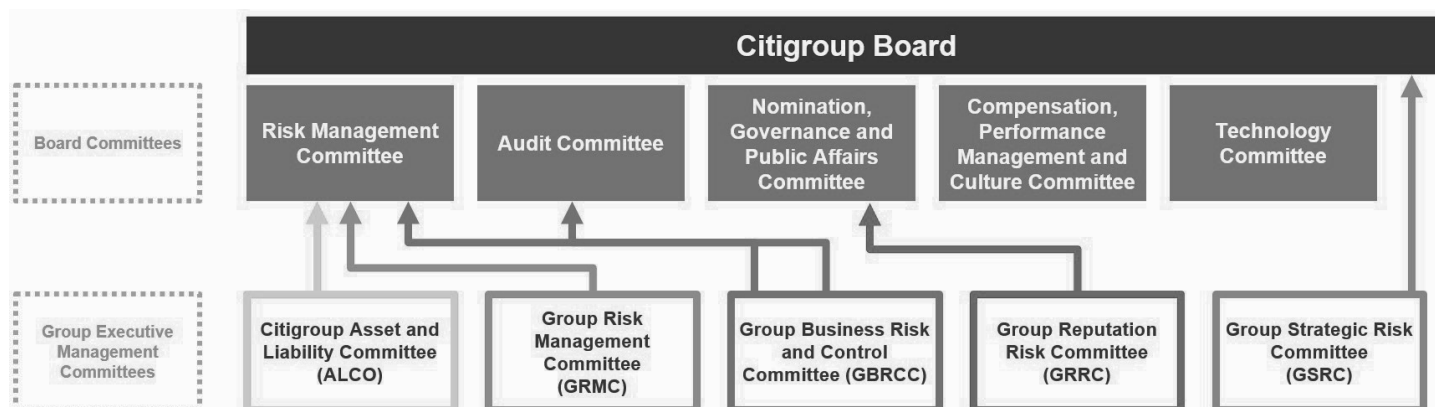 Citigroup Board
Board Committees
Risk Management
Committee
Audit Committee
Nomination,
Governance and
Public Affairs
Committee
Compensation,
Performance
Management and
Culture Committee
Technology
Committee
Group Executive
Management
Committees
Citigroup Asset and
Liability Committee
(ALCO)
Group Risk
Management
Committee
(GRMC)
Group Business Risk
and Control
Committee (GBRCC)
Group Reputation
Risk Committee
(GRRC)
Group Strategic Risk
Committee
(GSRC)